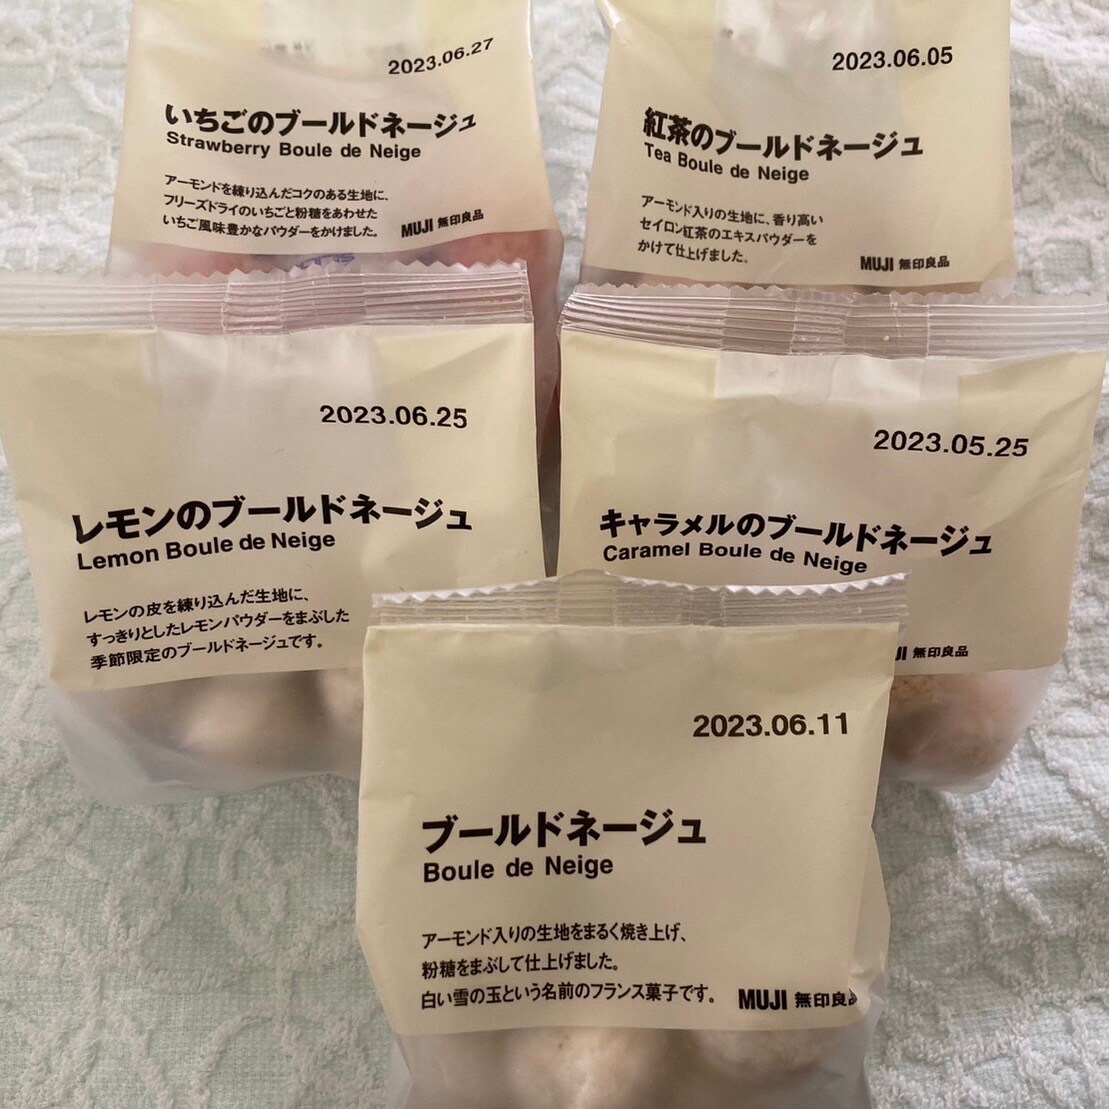 2023.06.27
いちごのブールドネージュ
Strawberry Boule de Neige
アーモンドを練り込んだコクのある生地に、
フリーズドライのいちごと粉糖をあわせた
いちご風味豊かなパウダーをかけました。
MUJI 無印良品
2023.06.05
紅茶のブールドネージュ
Tea Boule de Neige
アーモンド入りの生地に、香り高い
セイロン紅茶のエキスパウダーを
かけて仕上げました。
MUJI 無印良品
2023.06.25
レモンのブールドネージュ
Lemon Boule de Neige
レモンの皮を練り込んだ生地に、
すっきりとしたレモンパウダーをまぶした
季節限定のブールドネージュです。
2023.05.25
キャラメルのブールドネージュ
Caramel Boule de Neige
JI 無印良品
2023.06.11
ブールドネージュ
Boule de Neige
アーモンド入りの生地をまるく焼き上げ、
粉糖をまぶして仕上げました。
白い雪の玉という名前のフランス菓子です。
MUJI 無印良品